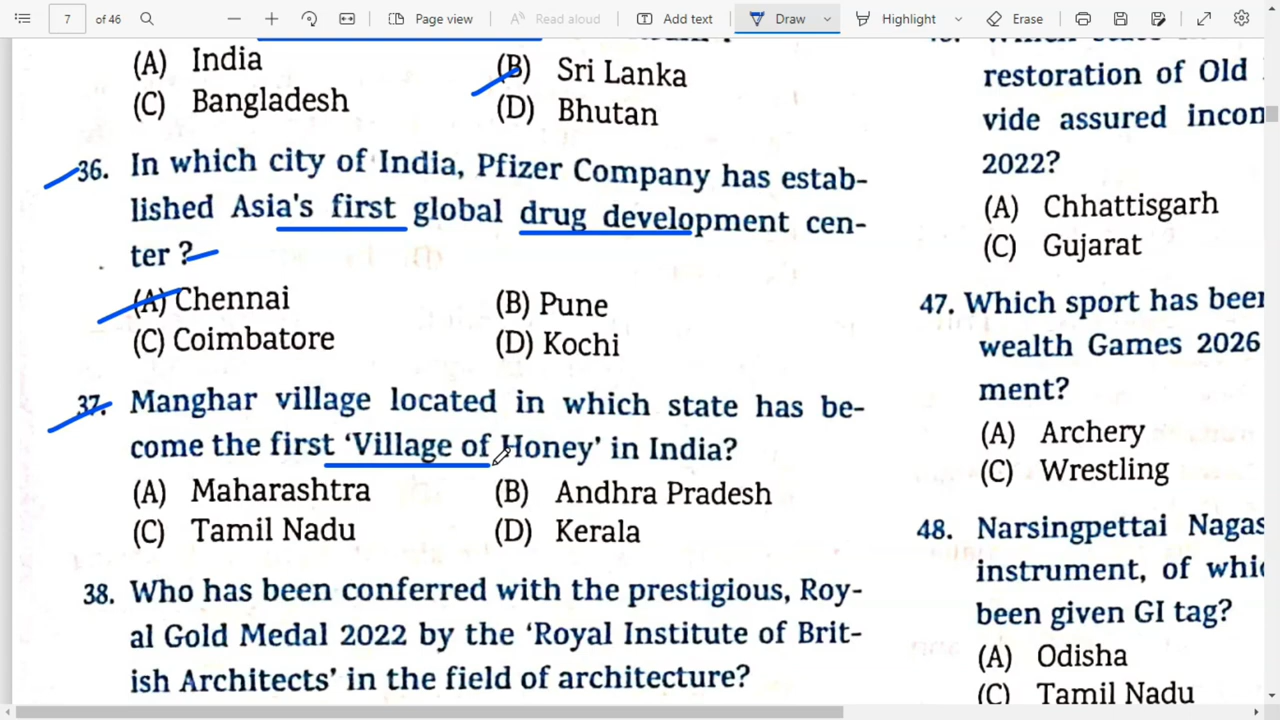 7 of 46
Page view
Read aloud
Add text
Draw
Highlight
Erase
(A) India
(B) Sri Lanka
(C) Bangladesh
(D) Bhutan
36. In which city of India, Pfizer Company has estab-
lished Asia's first global drug development cen-
ter ?
(A) Chennai
(B) Pune
(C) Coimbatore
(D) Kochi
37. Manghar village located in which state has be-
come the first ‘Village of Honey’ in India?
(A) Maharashtra
(B) Andhra Pradesh
(C) Tamil Nadu
(D) Kerala
38. Who has been conferred with the prestigious, Roy-
al Gold Medal 2022 by the ‘Royal Institute of Brit-
ish Architects’ in the field of architecture?
restoration of Old
vide assured incom
2022?
(A) Chhattisgarh
(C) Gujarat
47. Which sport has been
wealth Games 2026
ment?
(A) Archery
(C) Wrestling
48. Narsingpettai Nagas
instrument, of whic
been given GI tag?
(A) Odisha
(C) Tamil Nadu